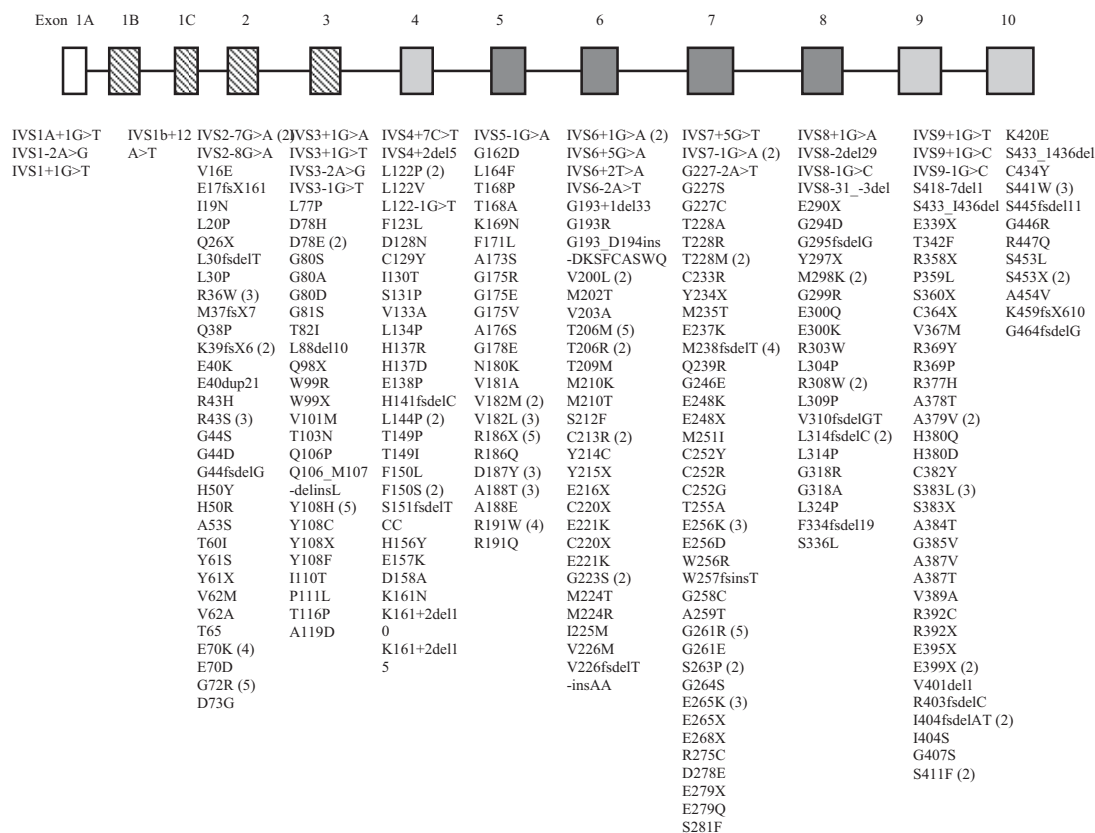 Exon 1A 1B 1C 2 3 4 5 6 7 8 9 10
IVS1A+1G>T
IVS1-2A>G
IVS1+1G>T
IVS1b+12
A>T
IVS2-7G>A (2)
IVS2-8G>A
V16E
E17fsX161
I19N
L20P
Q26X
L30fsdelT
L30P
R36W (3)
M37fsX7
Q38P
K39fsX6 (2)
E40K
E40dup21
R43H
R43S (3)
G44S
G44D
G44fsdelG
H50Y
H50R
A53S
T60I
Y61S
Y61X
V62M
V62A
T65
E70K (4)
E70D
G72R (5)
D73G
IVS3+1G>A
IVS3+1G>T
IVS3-2A>G
IVS3-1G>T
L77P
D78H
D78E (2)
G80S
G80A
G80D
G81S
T82I
L88del10
Q98X
W99R
W99X
V101M
T103N
Q106P
Q106_M107
-delinsL
Y108H (5)
Y108C
Y108X
Y108F
I110T
P111L
T116P
A119D
IVS4+7C>T
IVS4+2del5
L122P (2)
L122V
L122-1G>T
F123L
D128N
C129Y
I130T
S131P
V133A
L134P
H137R
H137D
E138P
H141fsdelC
L144P (2)
T149P
T149I
F150L
F150S (2)
S151fsdelT
CC
H156Y
E157K
D158A
K161N
K161+2del1
0
K161+2del1
5
IVS5-1G>A
G162D
L164F
T168P
T168A
K169N
F171L
A173S
G175R
G175E
G175V
A176S
G178E
N180K
V181A
V182M (2)
V182L (3)
R186X (5)
R186Q
D187Y (3)
A188T (3)
A188E
R191W (4)
R191Q
IVS6+1G>A (2)
IVS6+5G>A
IVS6+2T>A
IVS6-2A>T
G193+1del33
G193R
G193_D194ins
-DKSFCASWQ
V200L (2)
M202T
V203A
T206M (5)
T206R (2)
T209M
M210K
M210T
S212F
C213R (2)
Y214C
Y215X
E216X
C220X
E221K
C220X
E221K
G223S (2)
M224T
M224R
I225M
V226M
V226fsdelT
-insAA
IVS7+5G>T
IVS7-1G>A (2)
G227-2A>T
G227S
G227C
T228A
T228R
T228M (2)
C233R
Y234X
M235T
E237K
M238fsdelT (4)
Q239R
G246E
E248K
E248X
M251I
C252Y
C252R
C252G
T255A
E256K (3)
E256D
W256R
W257fsinsT
G258C
A259T
G261R (5)
G261E
S263P (2)
G264S
E265K (3)
E265X
E268X
R275C
D278E
E279X
E279Q
S281F
IVS8+1G>A
IVS8-2del29
IVS8-1G>C
IVS8-31_-3del
E290X
G294D
G295fsdelG
Y297X
M298K (2)
G299R
E300Q
E300K
R303W
L304P
R308W (2)
L309P
V310fsdelGT
L314fsdelC (2)
L314P
G318R
G318A
L324P
F334fsdel19
S336L
IVS9+1G>T
IVS9+1G>C
IVS9-1G>C
S418-7del1
S433_I436del
E339X
T342F
R358X
P359L
S360X
C364X
V367M
R369Y
R369P
R377H
A378T
A379V (2)
H380Q
H380D
C382Y
S383L (3)
S383X
A384T
G385V
A387V
A387T
V389A
R392C
R392X
E395X
E399X (2)
V401del1
R403fsdelC
I404fsdelAT (2)
I404S
G407S
S411F (2)
K420E
S433_1436del
C434Y
S441W (3)
S445fsdel11
G446R
R447Q
S453L
S453X (2)
A454V
K459fsX610
G464fsdelG